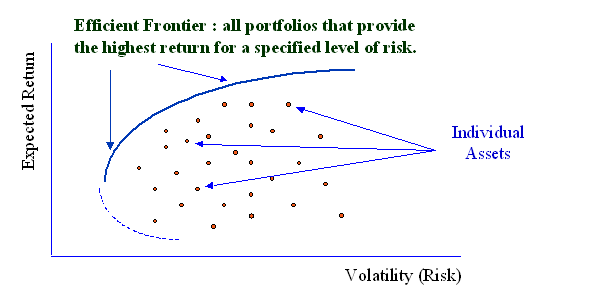 Efficient Frontier : all portfolios that provide
the highest return for a specified level of risk.
Expected Return
Individual
Assets
Volatility (Risk)